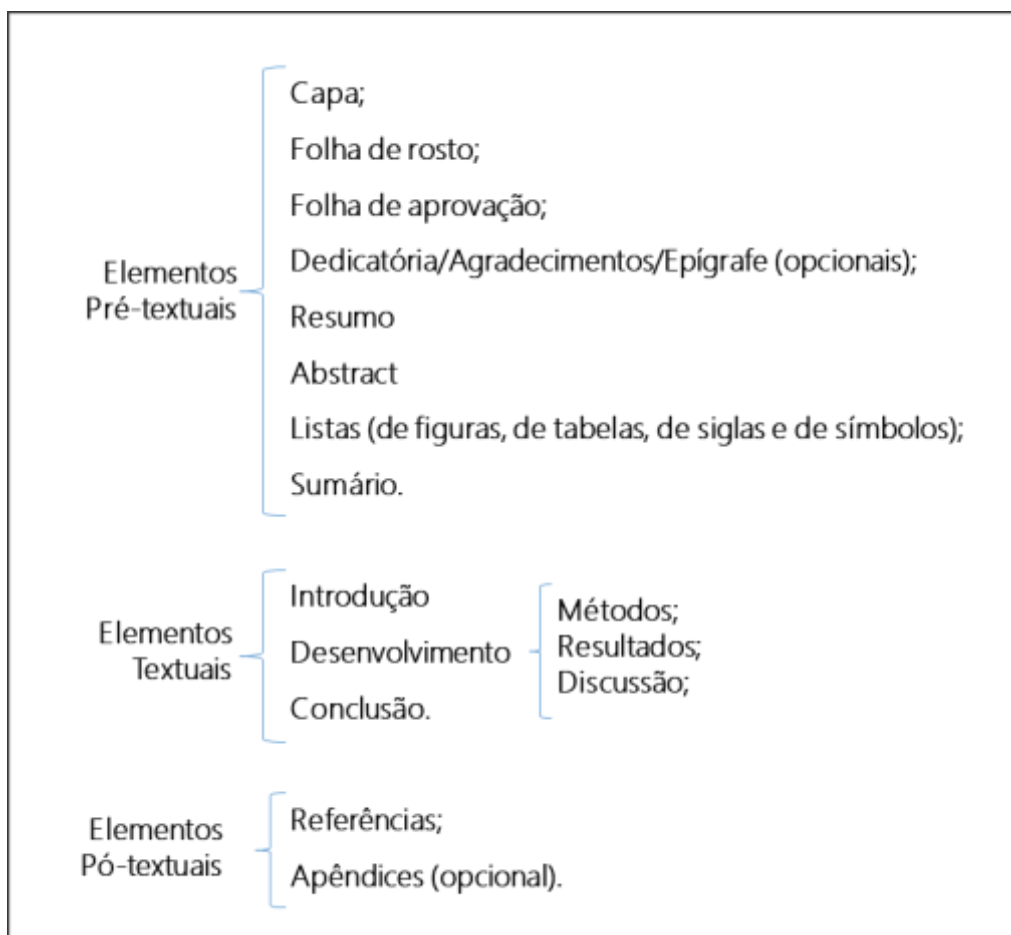 Elementos
Pré-textuais
Capa;
Folha de rosto;
Folha de aprovação;
Dedicatória/Agradecimentos/Epígrafe (opcionais);
Resumo
Abstract
Listas (de figuras, de tabelas, de siglas e de símbolos);
Sumário.
Elementos
Textuais
Introdução
Desenvolvimento
Conclusão.
Métodos;
Resultados;
Discussão;
Elementos
Pó-textuais
Referências;
Apêndices (opcional).